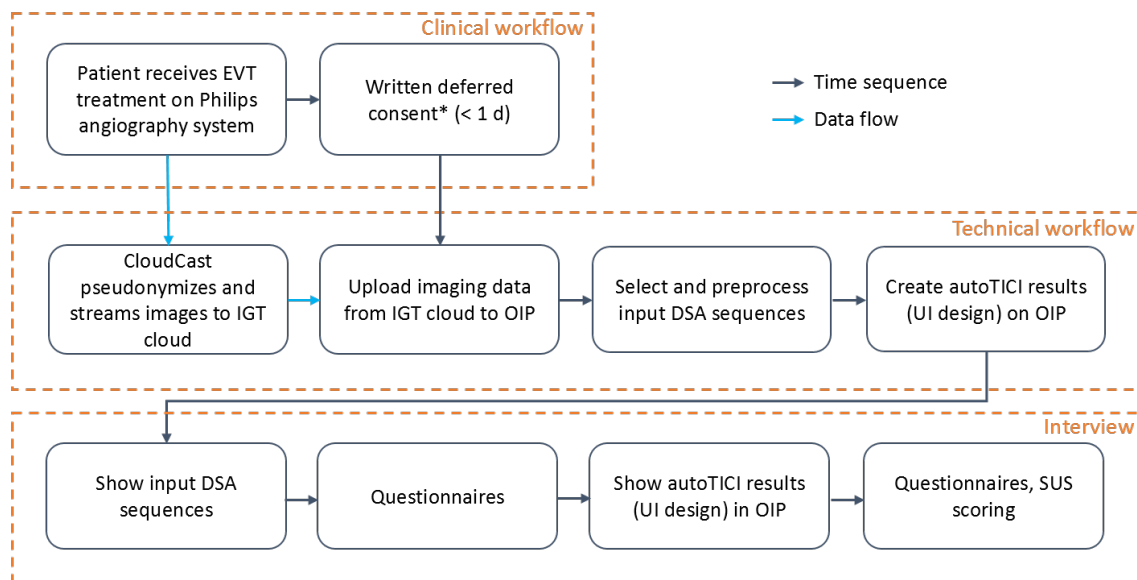 Clinical workflow
Patient receives EVT
treatment on Philips
angiography system
Written deferred
consent* (< 1 d)
Time sequence
Data flow
Technical workflow
CloudCast
pseudonymizes and
streams images to IGT
cloud
Upload imaging data
from IGT cloud to OIP
Select and preprocess
input DSA sequences
Create autoTICI results
(UI design) on OIP
Interview
Show input DSA
sequences
Questionnaires
Show autoTICI results
(UI design) in OIP
Questionnaires, SUS
scoring